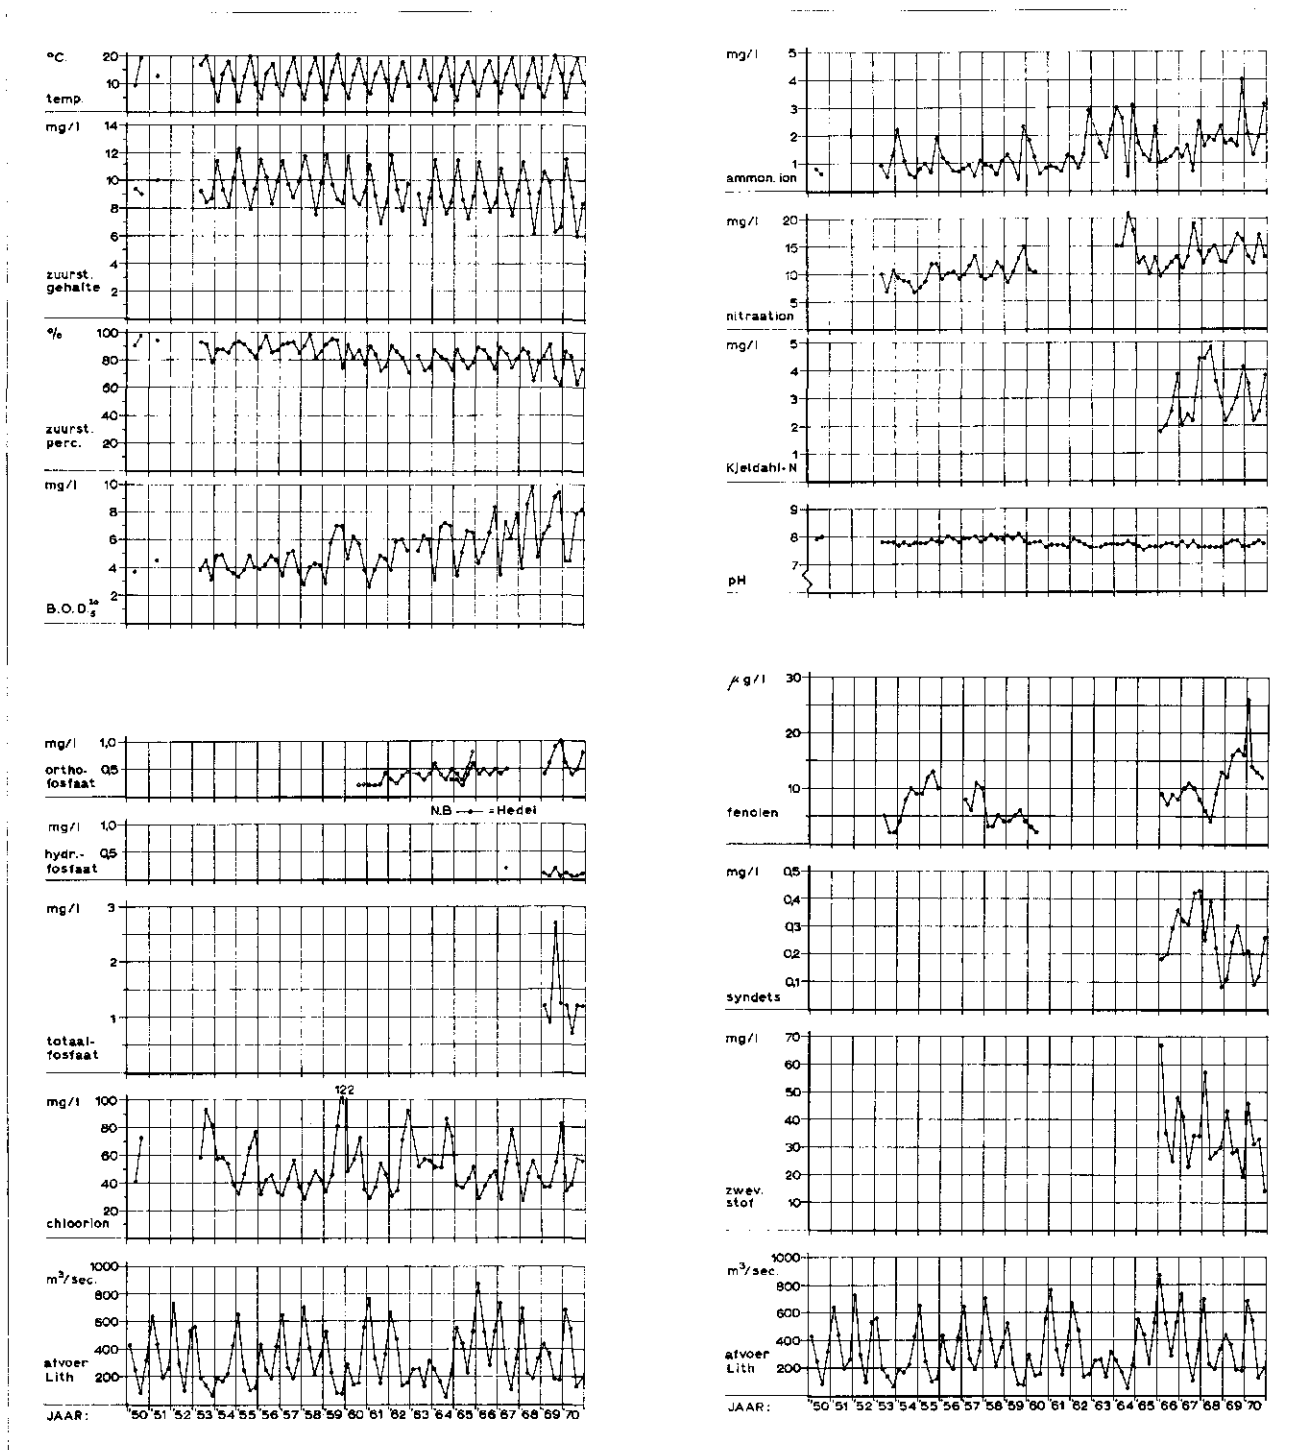 °C.
20
10
temp.
mg/l
14
12
10
8
6
4
2
zuurst.
gehalte
%
100
80
60
40
20
zuurst.
perc.
mg/l
10
8
6
4
2
B.O.D.
mg/l
1,0
0,5
ortho-
fosfaat
N.B = Hedel
mg/l
1,0
0,5
hydr.-
fosfaat
mg/l
3
2
1
totaal-
fosfaat
122
mg/l
100
80
60
40
20
chloorion
m³/sec.
1000
800
600
400
200
afvoer
Lith
JAAR: '50 '51 '52 '53 '54 '55 '56 '57 '58 '59 '60 '61 '62 '63 '64 '65 '66 '67 '68 '69 '70
mg/l
5
4
3
2
1
ammon. ion
mg/l
20
15
10
5
nitraation
mg/l
5
4
3
2
1
Kjeldahl-N
9
8
7
pH
µg/l
30
20
10
fenolen
mg/l
0,5
0,4
0,3
0,2
0,1
syndets
mg/l
70
60
50
40
30
20
10
zwev.
stof
m³/sec.
1000
800
600
400
200
afvoer
Lith
JAAR: '50 '51 '52 '53 '54 '55 '56 '57 '58 '59 '60 '61 '62 '63 '64 '65 '66 '67 '68 '69 '70